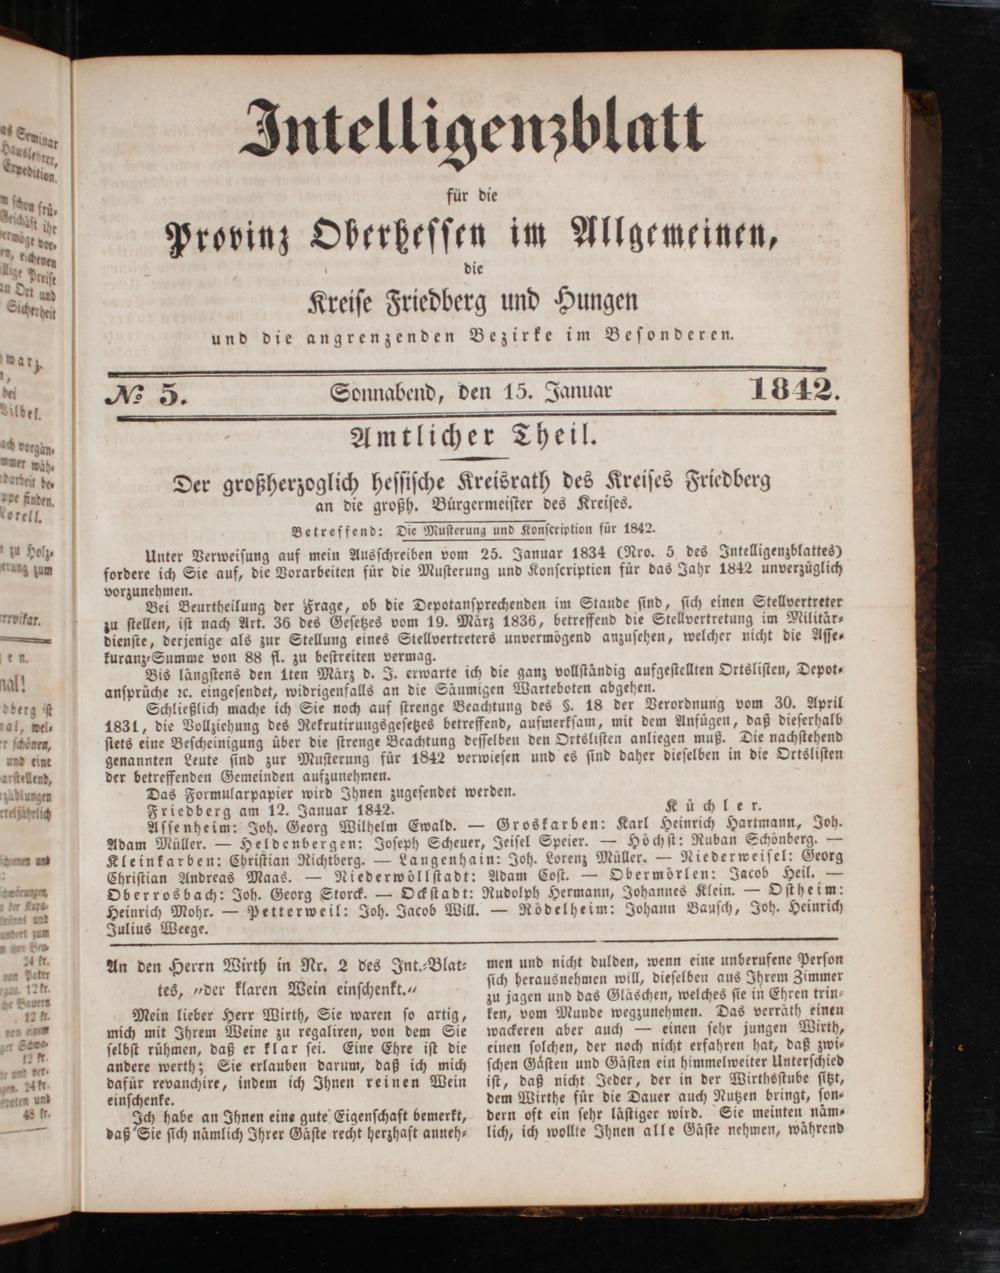 Intelligenzblatt
für die
Provinz Oberhessen im Allgemeinen,
die
Kreise Friedberg und Hungen
und die angrenzenden Bezirke im Besonderen.
№ 5. Sonnabend, den 15. Januar 1842.
Amtlicher Theil.
Der großherzoglich hessische Kreisrath des Kreises Friedberg
an die großh. Bürgermeister des Kreises.
Betreffend: Die Musterung und Konscription für 1842.
Unter Verweisung auf mein Ausschreiben vom 25. Januar 1834 (Nro. 5 des Intelligenzblattes)
fordere ich Sie auf, die Vorarbeiten für die Musterung und Konscription für das Jahr 1842 unverzüglich
vorzunehmen.
Bei Beurtheilung der Frage, ob die Depotansprechenden im Stande sind, sich einen Stellvertreter
zu stellen, ist nach Art. 36 des Gesetzes vom 19. März 1836, betreffend die Stellvertretung im Militär-
dienste, derjenige als zur Stellung eines Stellvertreters unvermögend anzusehen, welcher nicht die Asse-
kuranz-Summe von 88 fl. zu bestreiten vermag.
Bis längstens den 1ten März d. J. erwarte ich die ganz vollständig aufgestellten Ortslisten, Depot-
ansprüche ꝛc. eingesendet, widrigenfalls an die Säumigen Warteboten abgehen.
Schließlich mache ich Sie noch auf strenge Beachtung des §. 18 der Verordnung vom 30. April
1831, die Vollziehung des Rekrutirungsgesetzes betreffend, aufmerksam, mit dem Anfügen, daß dieserhalb
stets eine Bescheinigung über die strenge Beachtung desselben den Ortslisten anliegen muß. Die nachstehend
genannten Leute sind zur Musterung für 1842 verwiesen und es sind daher dieselben in die Ortslisten
der betreffenden Gemeinden aufzunehmen.
Das Formularpapier wird Ihnen zugesendet werden.
Friedberg am 12. Januar 1842. Küchler.
Assenheim: Joh. Georg Wilhelm Ewald. — Groskarben: Karl Heinrich Hartmann, Joh.
Adam Müller. — Heldenbergen: Joseph Scheuer, Jeisel Speier. — Höchst: Ruban Schönberg. —
Kleinkarben: Christian Richtberg. — Langenhain: Joh. Lorenz Müller. — Niederweisel: Georg
Christian Andreas Maas. — Niederwöllstadt: Adam Cost. — Obermörlen: Jacob Heil. —
Oberrosbach: Joh. Georg Storck. — Ockstadt: Rudolph Hermann, Johannes Klein. — Ostheim:
Heinrich Mohr. — Petterweil: Joh. Jacob Will. — Rödelheim: Johann Bausch, Joh. Heinrich
Julius Weege.
An den Herrn Wirth in Nr. 2 des Int.-Blat-
tes, „der klaren Wein einschenkt.“
Mein lieber Herr Wirth, Sie waren so artig,
mich mit Ihrem Weine zu regaliren, von dem Sie
selbst rühmen, daß er klar sei. Eine Ehre ist die
andere werth; Sie erlauben darum, daß ich mich
dafür revanchire, indem ich Ihnen reinen Wein
einschenke.
Ich habe an Ihnen eine gute Eigenschaft bemerkt,
daß Sie sich nämlich Ihrer Gäste recht herzhaft anneh-
men und nicht dulden, wenn eine unberufene Person
sich herausnehmen will, dieselben aus Ihrem Zimmer
zu jagen und das Gläschen, welches sie in Ehren trin-
ken, vom Munde wegzunehmen. Das verräth einen
wackeren aber auch — einen sehr jungen Wirth,
einen solchen, der noch nicht erfahren hat, daß zwi-
schen Gästen und Gästen ein himmelweiter Unterschied
ist, daß nicht Jeder, der in der Wirthsstube sitzt,
dem Wirthe für die Dauer auch Nutzen bringt, son-
dern oft ein sehr lästiger wird. Sie meinten näm-
lich, ich wollte Ihnen alle Gäste nehmen, während